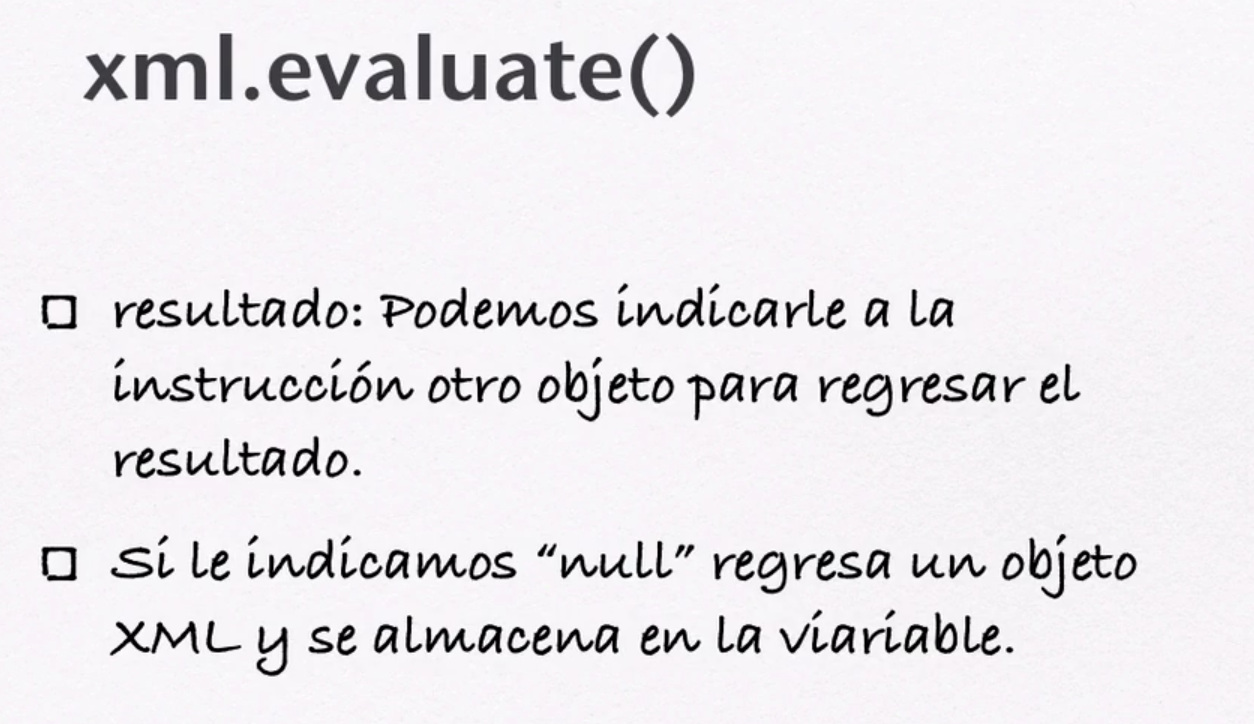 xml.evaluate()
resultado: Podemos indicarle a la
instrucción otro objeto para regresar el
resultado.
Si le indicamos “null” regresa un objeto
XML y se almacena en la viariable.